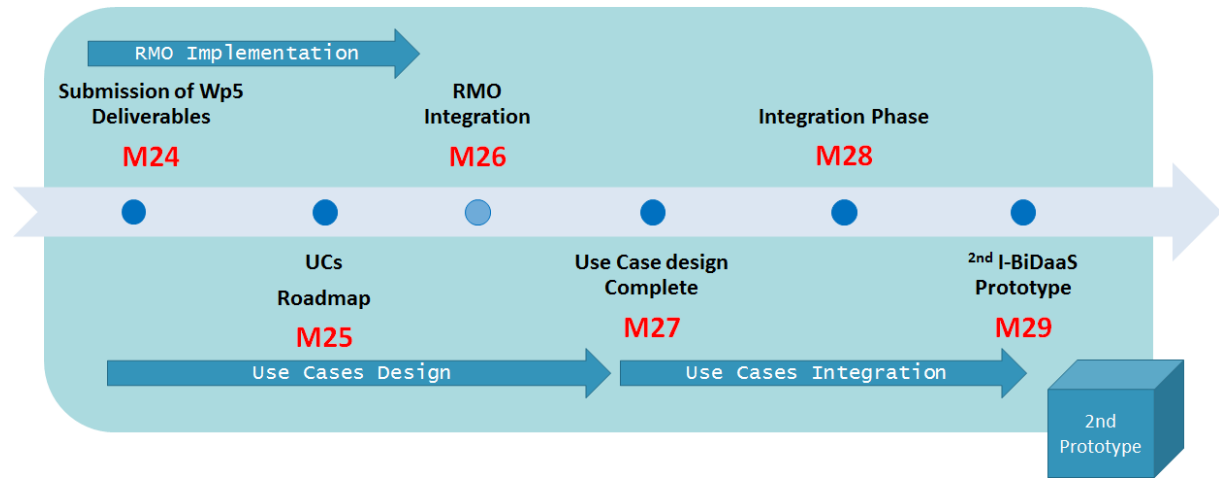 RMO Implementation
Submission of Wp5
Deliverables
M24
RMO
Integration
M26
Integration Phase
M28
UCs
Roadmap
M25
Use Case design
Complete
M27
2nd I-BiDaaS
Prototype
M29
Use Cases Design
Use Cases Integration
2nd
Prototype